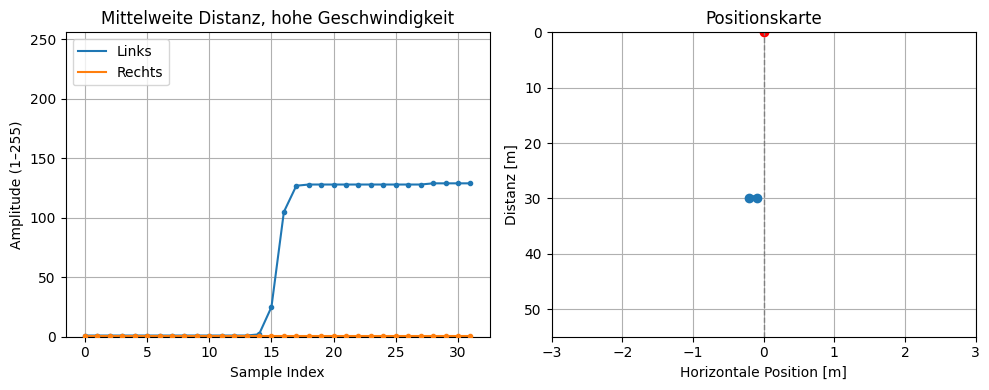 Mittelweite Distanz, hohe Geschwindigkeit
250
200
150
100
50
0
Amplitude (1–255)
Links
Rechts
0 5 10 15 20 25 30
Sample Index
Positionskarte
0
10
20
30
40
50
Distanz [m]
−3 −2 −1 0 1 2 3
Horizontale Position [m]